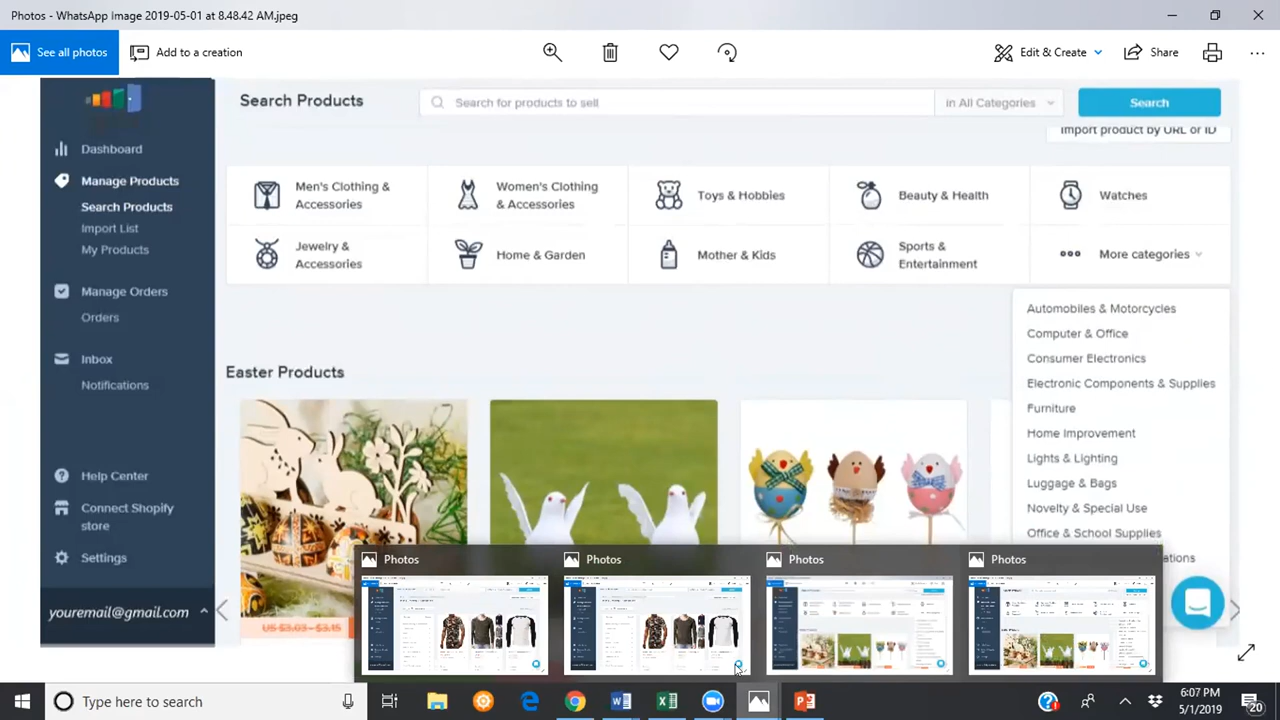 Photos - WhatsApp Image 2019-05-01 at 8.48.42 AM.jpeg
See all photos
Add to a creation
Edit & Create
Share
Search Products
Search for products to sell
in All Categories
Search
Import product by URL or ID
Dashboard
Manage Products
Search Products
Import List
My Products
Manage Orders
Orders
Inbox
Notifications
Help Center
Connect Shopify
store
Settings
youremail@gmail.com
Men's Clothing &
Accessories
Women's Clothing
& Accessories
Toys & Hobbies
Beauty & Health
Watches
Jewelry &
Accessories
Home & Garden
Mother & Kids
Sports &
Entertainment
More categories
Automobiles & Motorcycles
Computer & Office
Consumer Electronics
Electronic Components & Supplies
Furniture
Home Improvement
Lights & Lighting
Luggage & Bags
Novelty & Special Use
Office & School Supplies
Easter Products
US $3.03 - $3.15
Photos
Photos
Photos
Photos
Type here to search
6:07 PM
5/1/2019
20